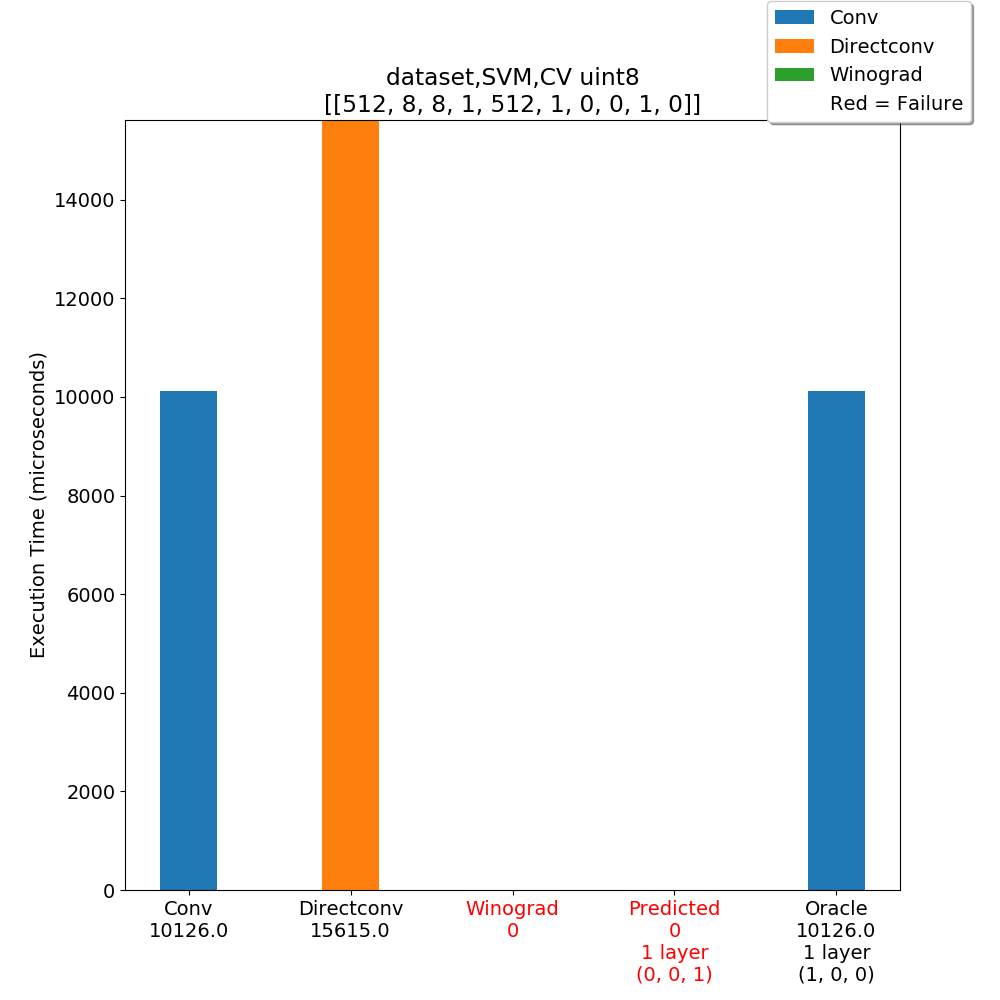 Conv
Directconv
Winograd
Red = Failure
dataset,SVM,CV uint8
[[512, 8, 8, 1, 512, 1, 0, 0, 1, 0]]
Execution Time (microseconds)
14000
12000
10000
8000
6000
4000
2000
0
Conv
10126.0
Directconv
15615.0
Winograd
0
Predicted
0
1 layer
(0, 0, 1)
Oracle
10126.0
1 layer
(1, 0, 0)